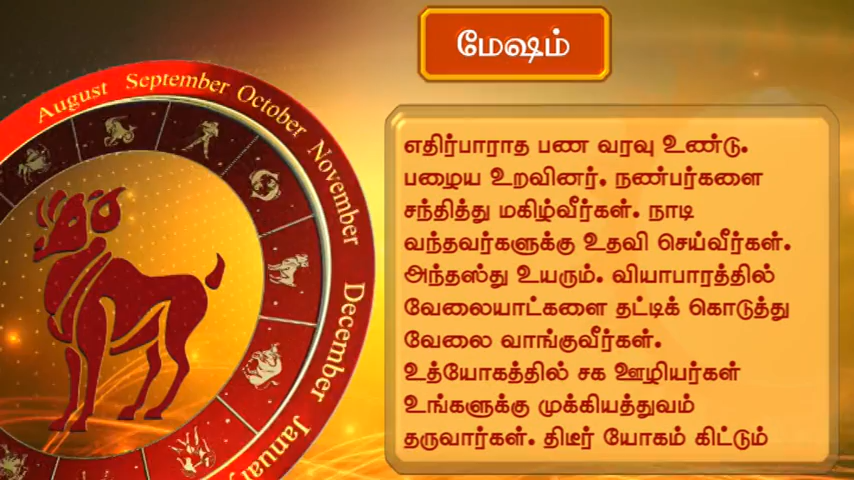 மேஷம்
August September October November December January
எதிர்பாராத பண வரவு உண்டு.
பழைய உறவினர், நண்பர்களை
சந்தித்து மகிழ்வீர்கள். நாடி
வந்தவர்களுக்கு உதவி செய்வீர்கள்.
அந்தஸ்து உயரும். வியாபாரத்தில்
வேலையாட்களை தட்டிக் கொடுத்து
வேலை வாங்குவீர்கள்.
உத்யோகத்தில் சக ஊழியர்கள்
உங்களுக்கு முக்கியத்துவம்
தருவார்கள். திடீர் யோகம் கிட்டும்